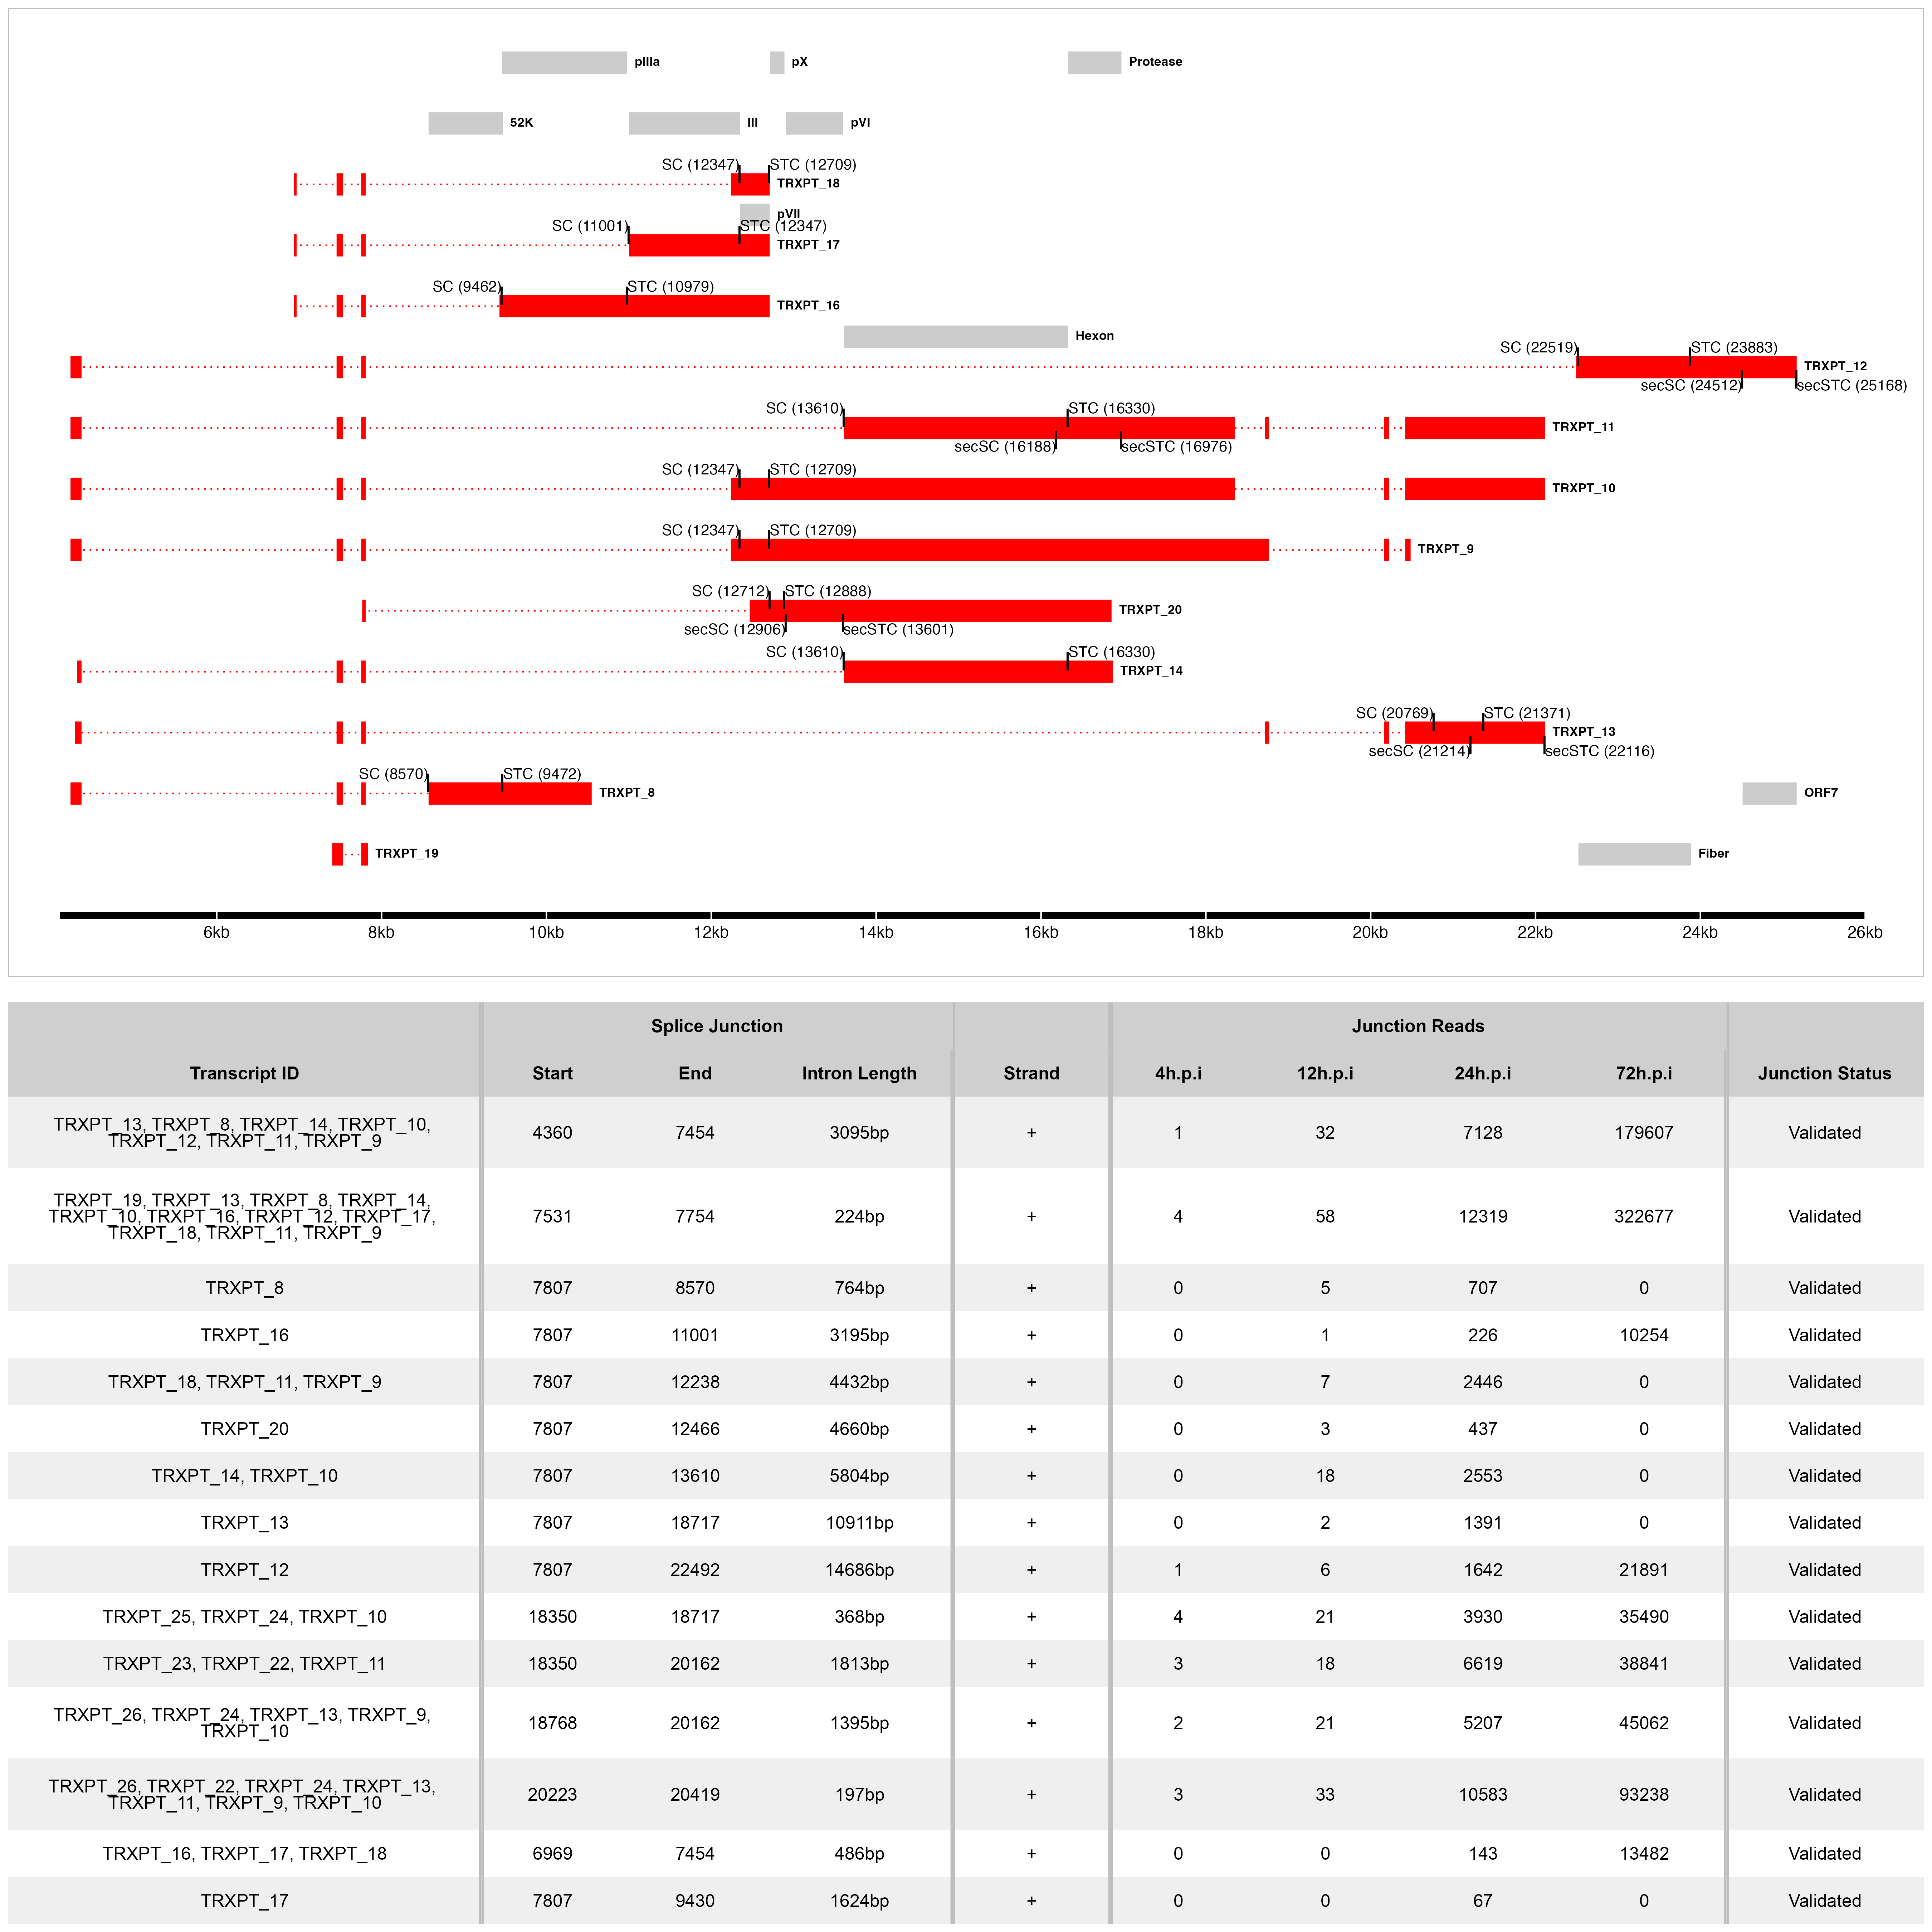 pIIIa
pX
Protease
52K
III
pVI
SC (12347)
STC (12709)
TRXPT_18
pVII
SC (11001)
STC (12347)
TRXPT_17
SC (9462)
STC (10979)
TRXPT_16
Hexon
SC (22519)
STC (23883)
TRXPT_12
secSC (24512)
secSTC (25168)
SC (13610)
STC (16330)
TRXPT_11
secSC (16188)
secSTC (16976)
SC (12347)
STC (12709)
TRXPT_10
SC (12347)
STC (12709)
TRXPT_9
SC (12712)
STC (12888)
TRXPT_20
secSC (12906)
secSTC (13601)
SC (13610)
STC (16330)
TRXPT_14
SC (20769)
STC (21371)
TRXPT_13
secSC (21214)
secSTC (22116)
SC (8570)
STC (9472)
TRXPT_8
ORF7
TRXPT_19
Fiber
6kb 8kb 10kb 12kb 14kb 16kb 18kb 20kb 22kb 24kb 26kb
Splice Junction Junction Reads
Transcript ID Start End Intron Length Strand 4h.p.i 12h.p.i 24h.p.i 72h.p.i Junction Status
TRXPT_13, TRXPT_8, TRXPT_14, TRXPT_10,
TRXPT_12, TRXPT_11, TRXPT_9
4360 7454 3095bp + 1 32 7128 179607 Validated
TRXPT_19, TRXPT_13, TRXPT_8, TRXPT_14,
TRXPT_10, TRXPT_16, TRXPT_12, TRXPT_17,
TRXPT_18, TRXPT_11, TRXPT_9
7531 7754 224bp + 4 58 12319 322677 Validated
TRXPT_8 7807 8570 764bp + 0 5 707 0 Validated
TRXPT_16 7807 11001 3195bp + 0 1 226 10254 Validated
TRXPT_18, TRXPT_11, TRXPT_9 7807 12238 4432bp + 0 7 2446 0 Validated
TRXPT_20 7807 12466 4660bp + 0 3 437 0 Validated
TRXPT_14, TRXPT_10 7807 13610 5804bp + 0 18 2553 0 Validated
TRXPT_13 7807 18717 10911bp + 0 2 1391 0 Validated
TRXPT_12 7807 22492 14686bp + 1 6 1642 21891 Validated
TRXPT_25, TRXPT_24, TRXPT_10 18350 18717 368bp + 4 21 3930 35490 Validated
TRXPT_23, TRXPT_22, TRXPT_11 18350 20162 1813bp + 3 18 6619 38841 Validated
TRXPT_26, TRXPT_24, TRXPT_13, TRXPT_9,
TRXPT_10
18768 20162 1395bp + 2 21 5207 45062 Validated
TRXPT_26, TRXPT_22, TRXPT_24, TRXPT_13,
TRXPT_11, TRXPT_9, TRXPT_10
20223 20419 197bp + 3 33 10583 93238 Validated
TRXPT_16, TRXPT_17, TRXPT_18 6969 7454 486bp + 0 0 143 13482 Validated
TRXPT_17 7807 9430 1624bp + 0 0 67 0 Validated